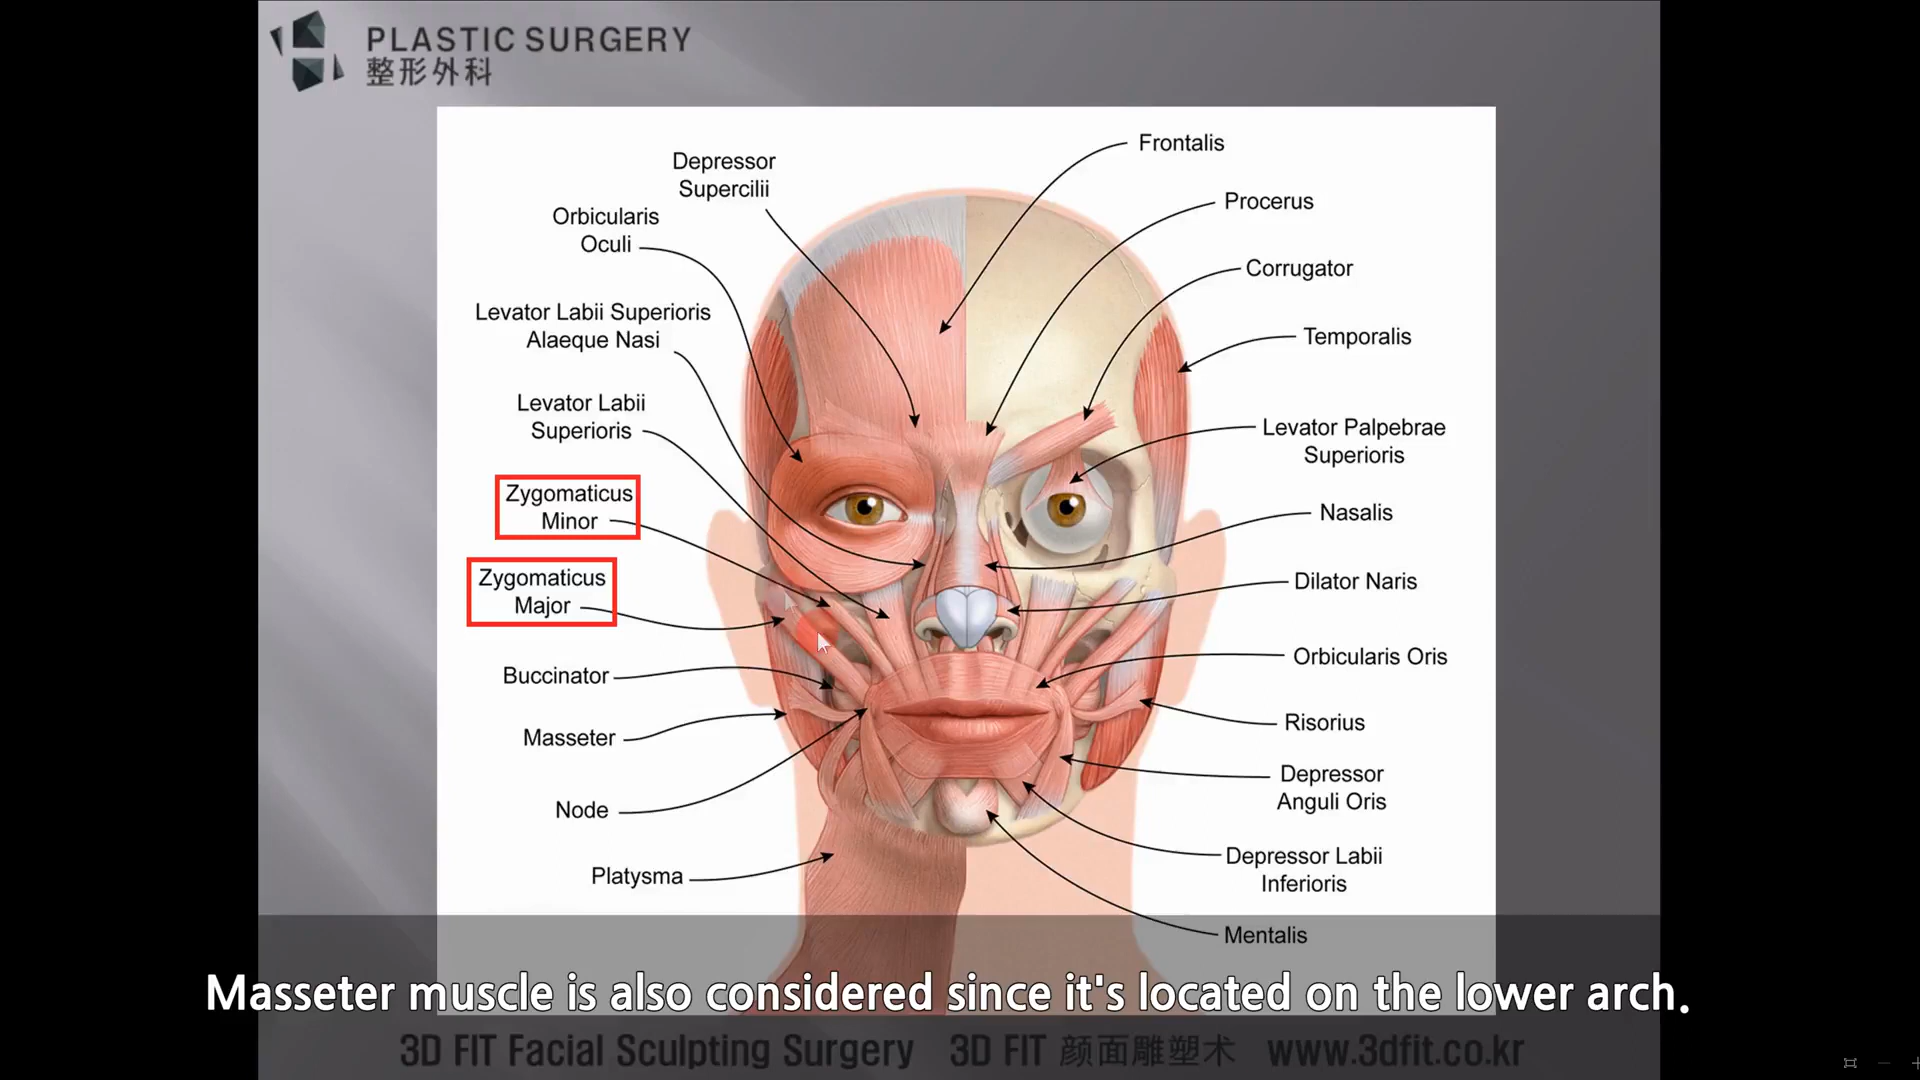 PLASTIC SURGERY
整形外科
Frontalis
Depressor
Supercilii
Procerus
Orbicularis
Oculi
Corrugator
Levator Labii Superioris
Alaeque Nasi
Temporalis
Levator Labii
Superioris
Levator Palpebrae
Superioris
Zygomaticus
Minor
Nasalis
Zygomaticus
Major
Dilator Naris
Orbicularis Oris
Buccinator
Risorius
Masseter
Depressor
Anguli Oris
Node
Depressor Labii
Inferioris
Platysma
Mentalis
Masseter muscle is also considered since it's located on the lower arch.
3D FIT Facial Sculpting Surgery 3D FIT 颜面雕塑术 www.3dfit.co.kr